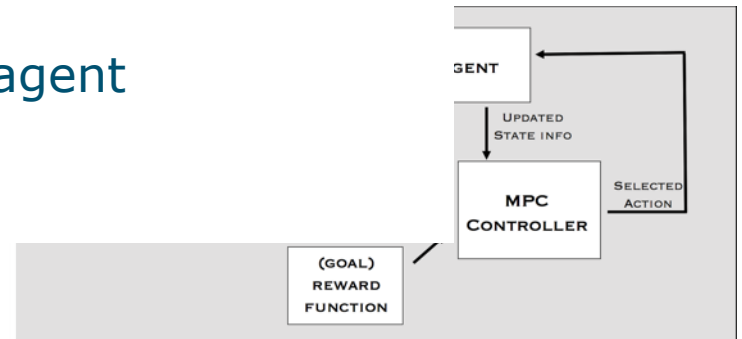 agent
GENT
UPDATED
STATE INFO
MPC
CONTROLLER
SELECTED
ACTION
(GOAL)
REWARD
FUNCTION